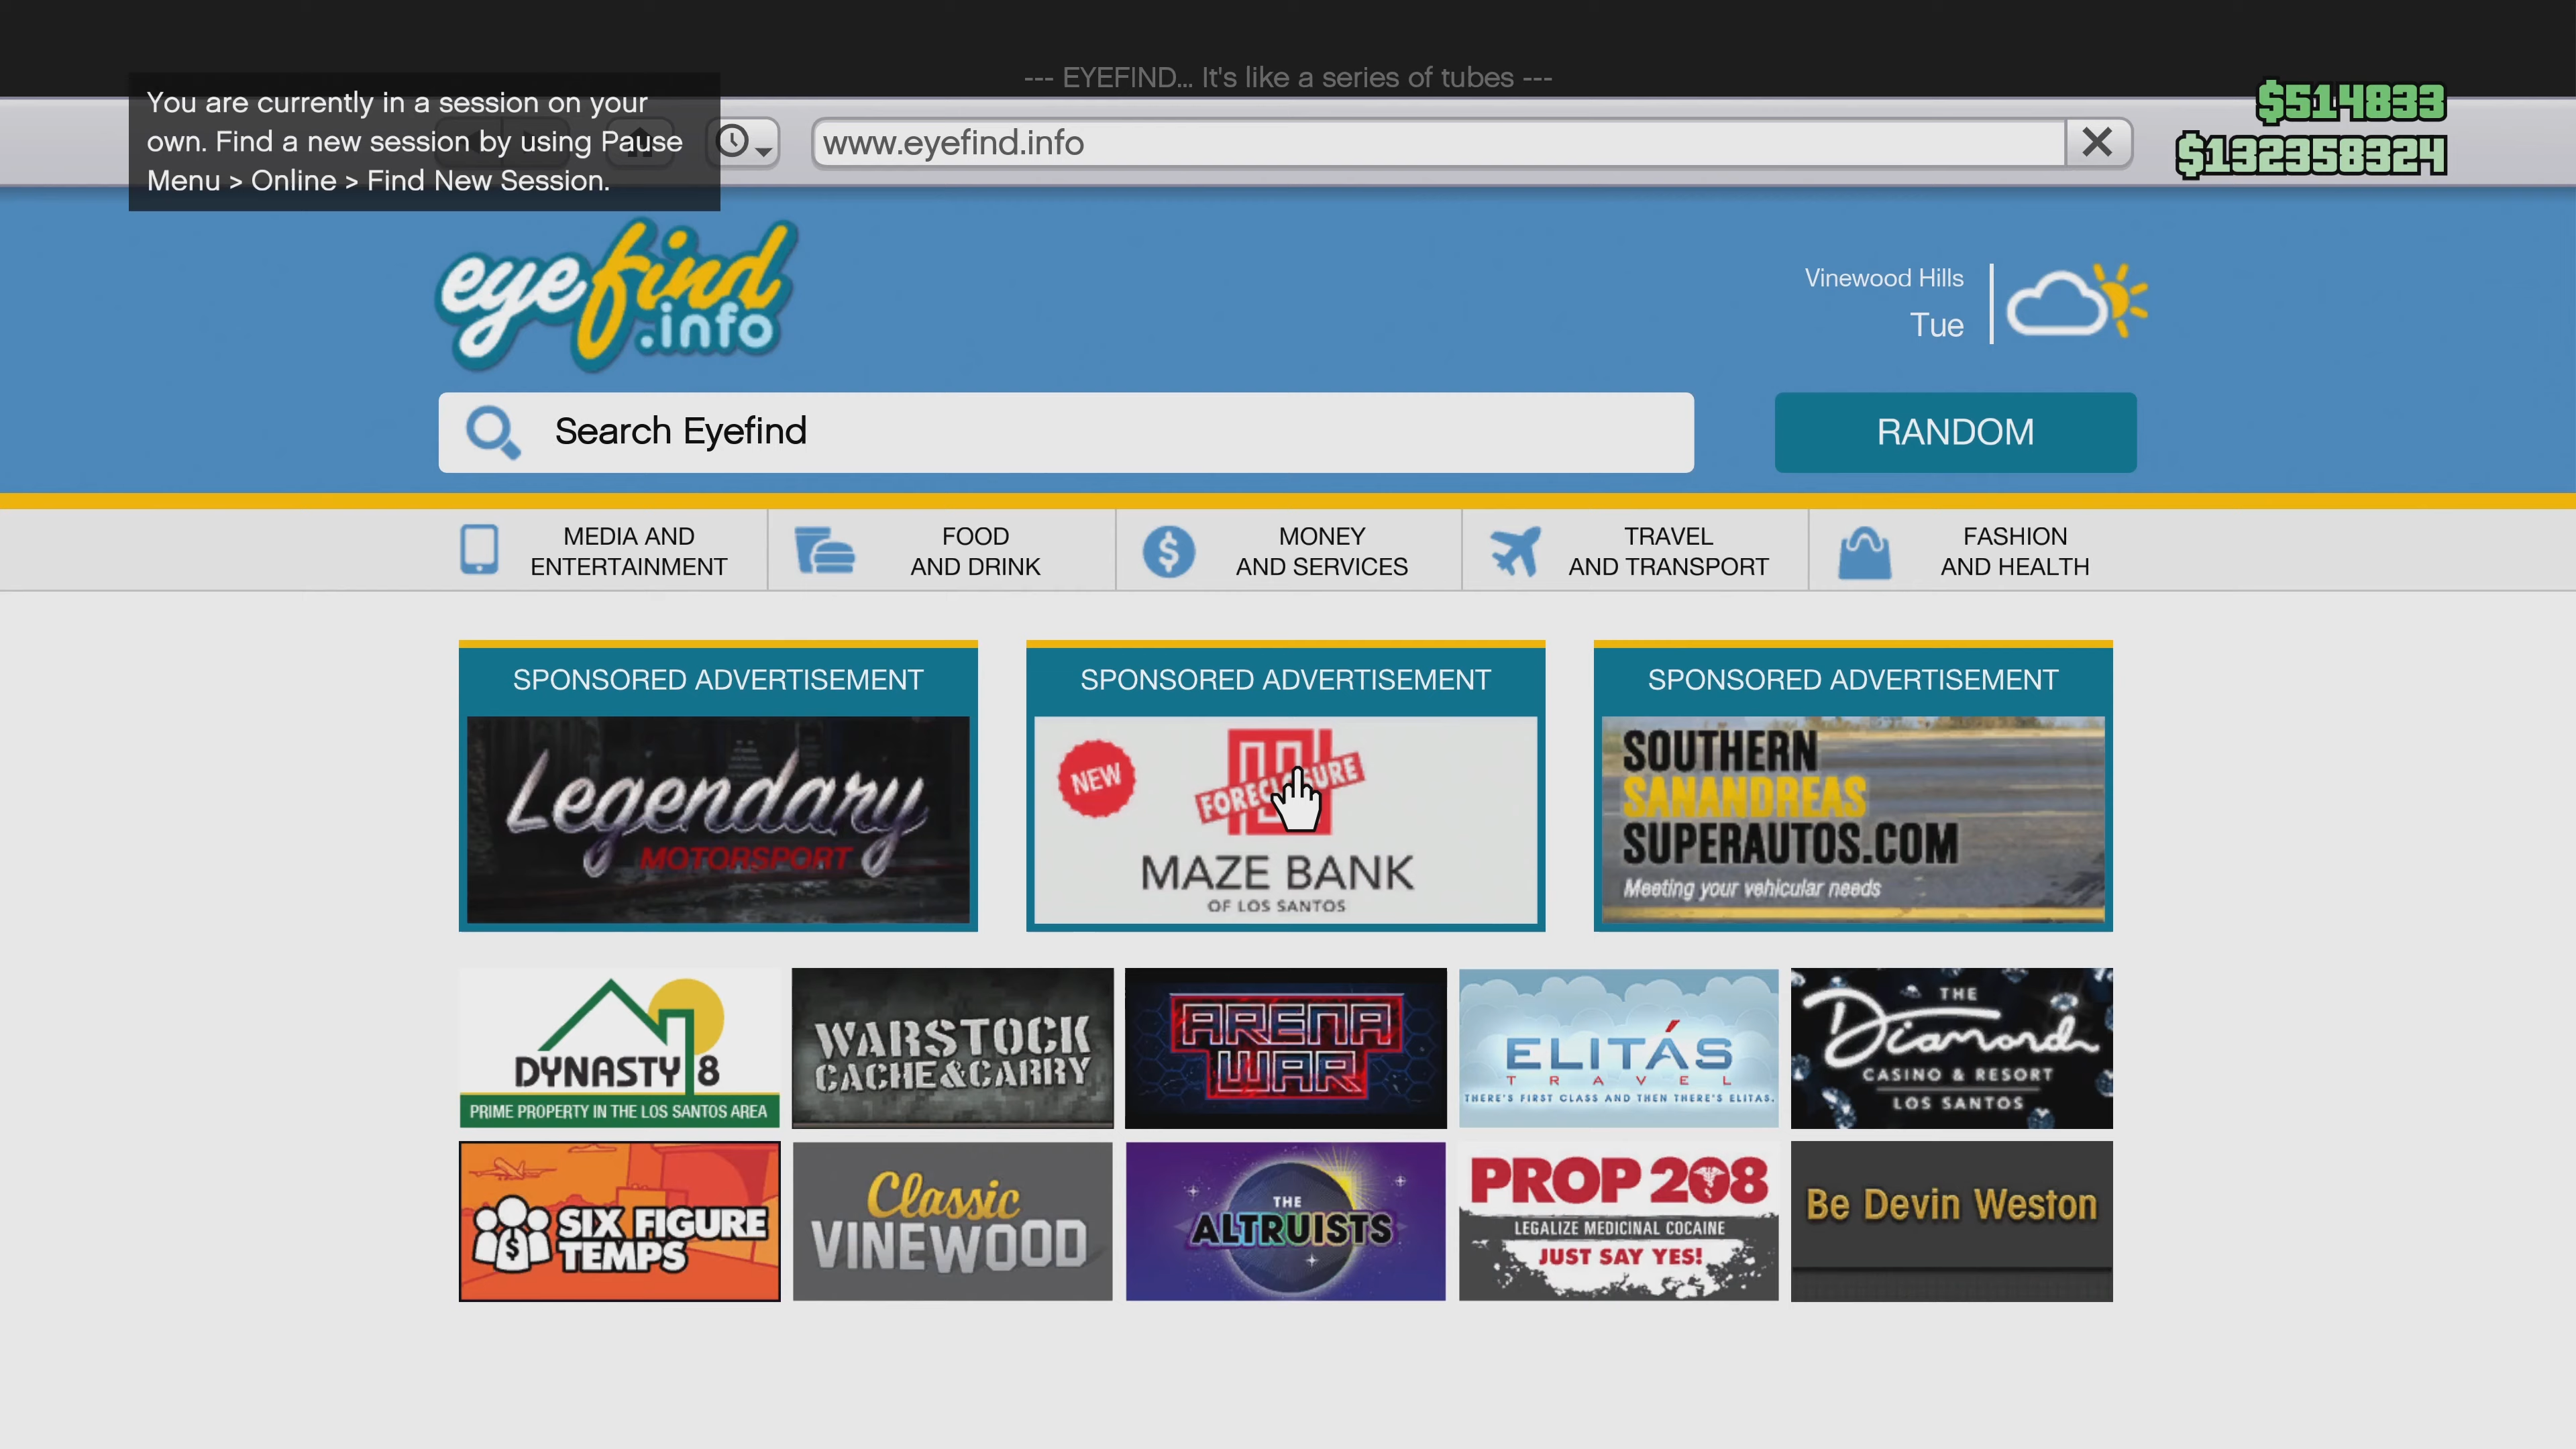 --- EYEFIND... It's like a series of tubes ---
You are currently in a session on your
own. Find a new session by using Pause
Menu > Online > Find New Session.
www.eyefind.info
$514833
$132358324
eyefind
.info
Vinewood Hills
Tue
Search Eyefind
RANDOM
MEDIA AND
ENTERTAINMENT
FOOD
AND DRINK
MONEY
AND SERVICES
TRAVEL
AND TRANSPORT
FASHION
AND HEALTH
SPONSORED ADVERTISEMENT
Legendary
MOTORSPORT
SPONSORED ADVERTISEMENT
NEW
FORECLOSURE
MAZE BANK
OF LOS SANTOS
SPONSORED ADVERTISEMENT
SOUTHERN
SANANDREAS
SUPERAUTOS.COM
Meeting your vehicular needs
DYNASTY 8
PRIME PROPERTY IN THE LOS SANTOS AREA
WARSTOCK
CACHE&CARRY
ARENA
WAR
ELITÁS
TRAVEL
THERE'S FIRST CLASS AND THEN THERE'S ELITAS.
THE
Diamond
CASINO & RESORT
LOS SANTOS
SIX FIGURE
TEMPS
Classic
VINEWOOD
THE
ALTRUISTS
PROP 208
LEGALIZE MEDICINAL COCAINE
JUST SAY YES!
Be Devin Weston